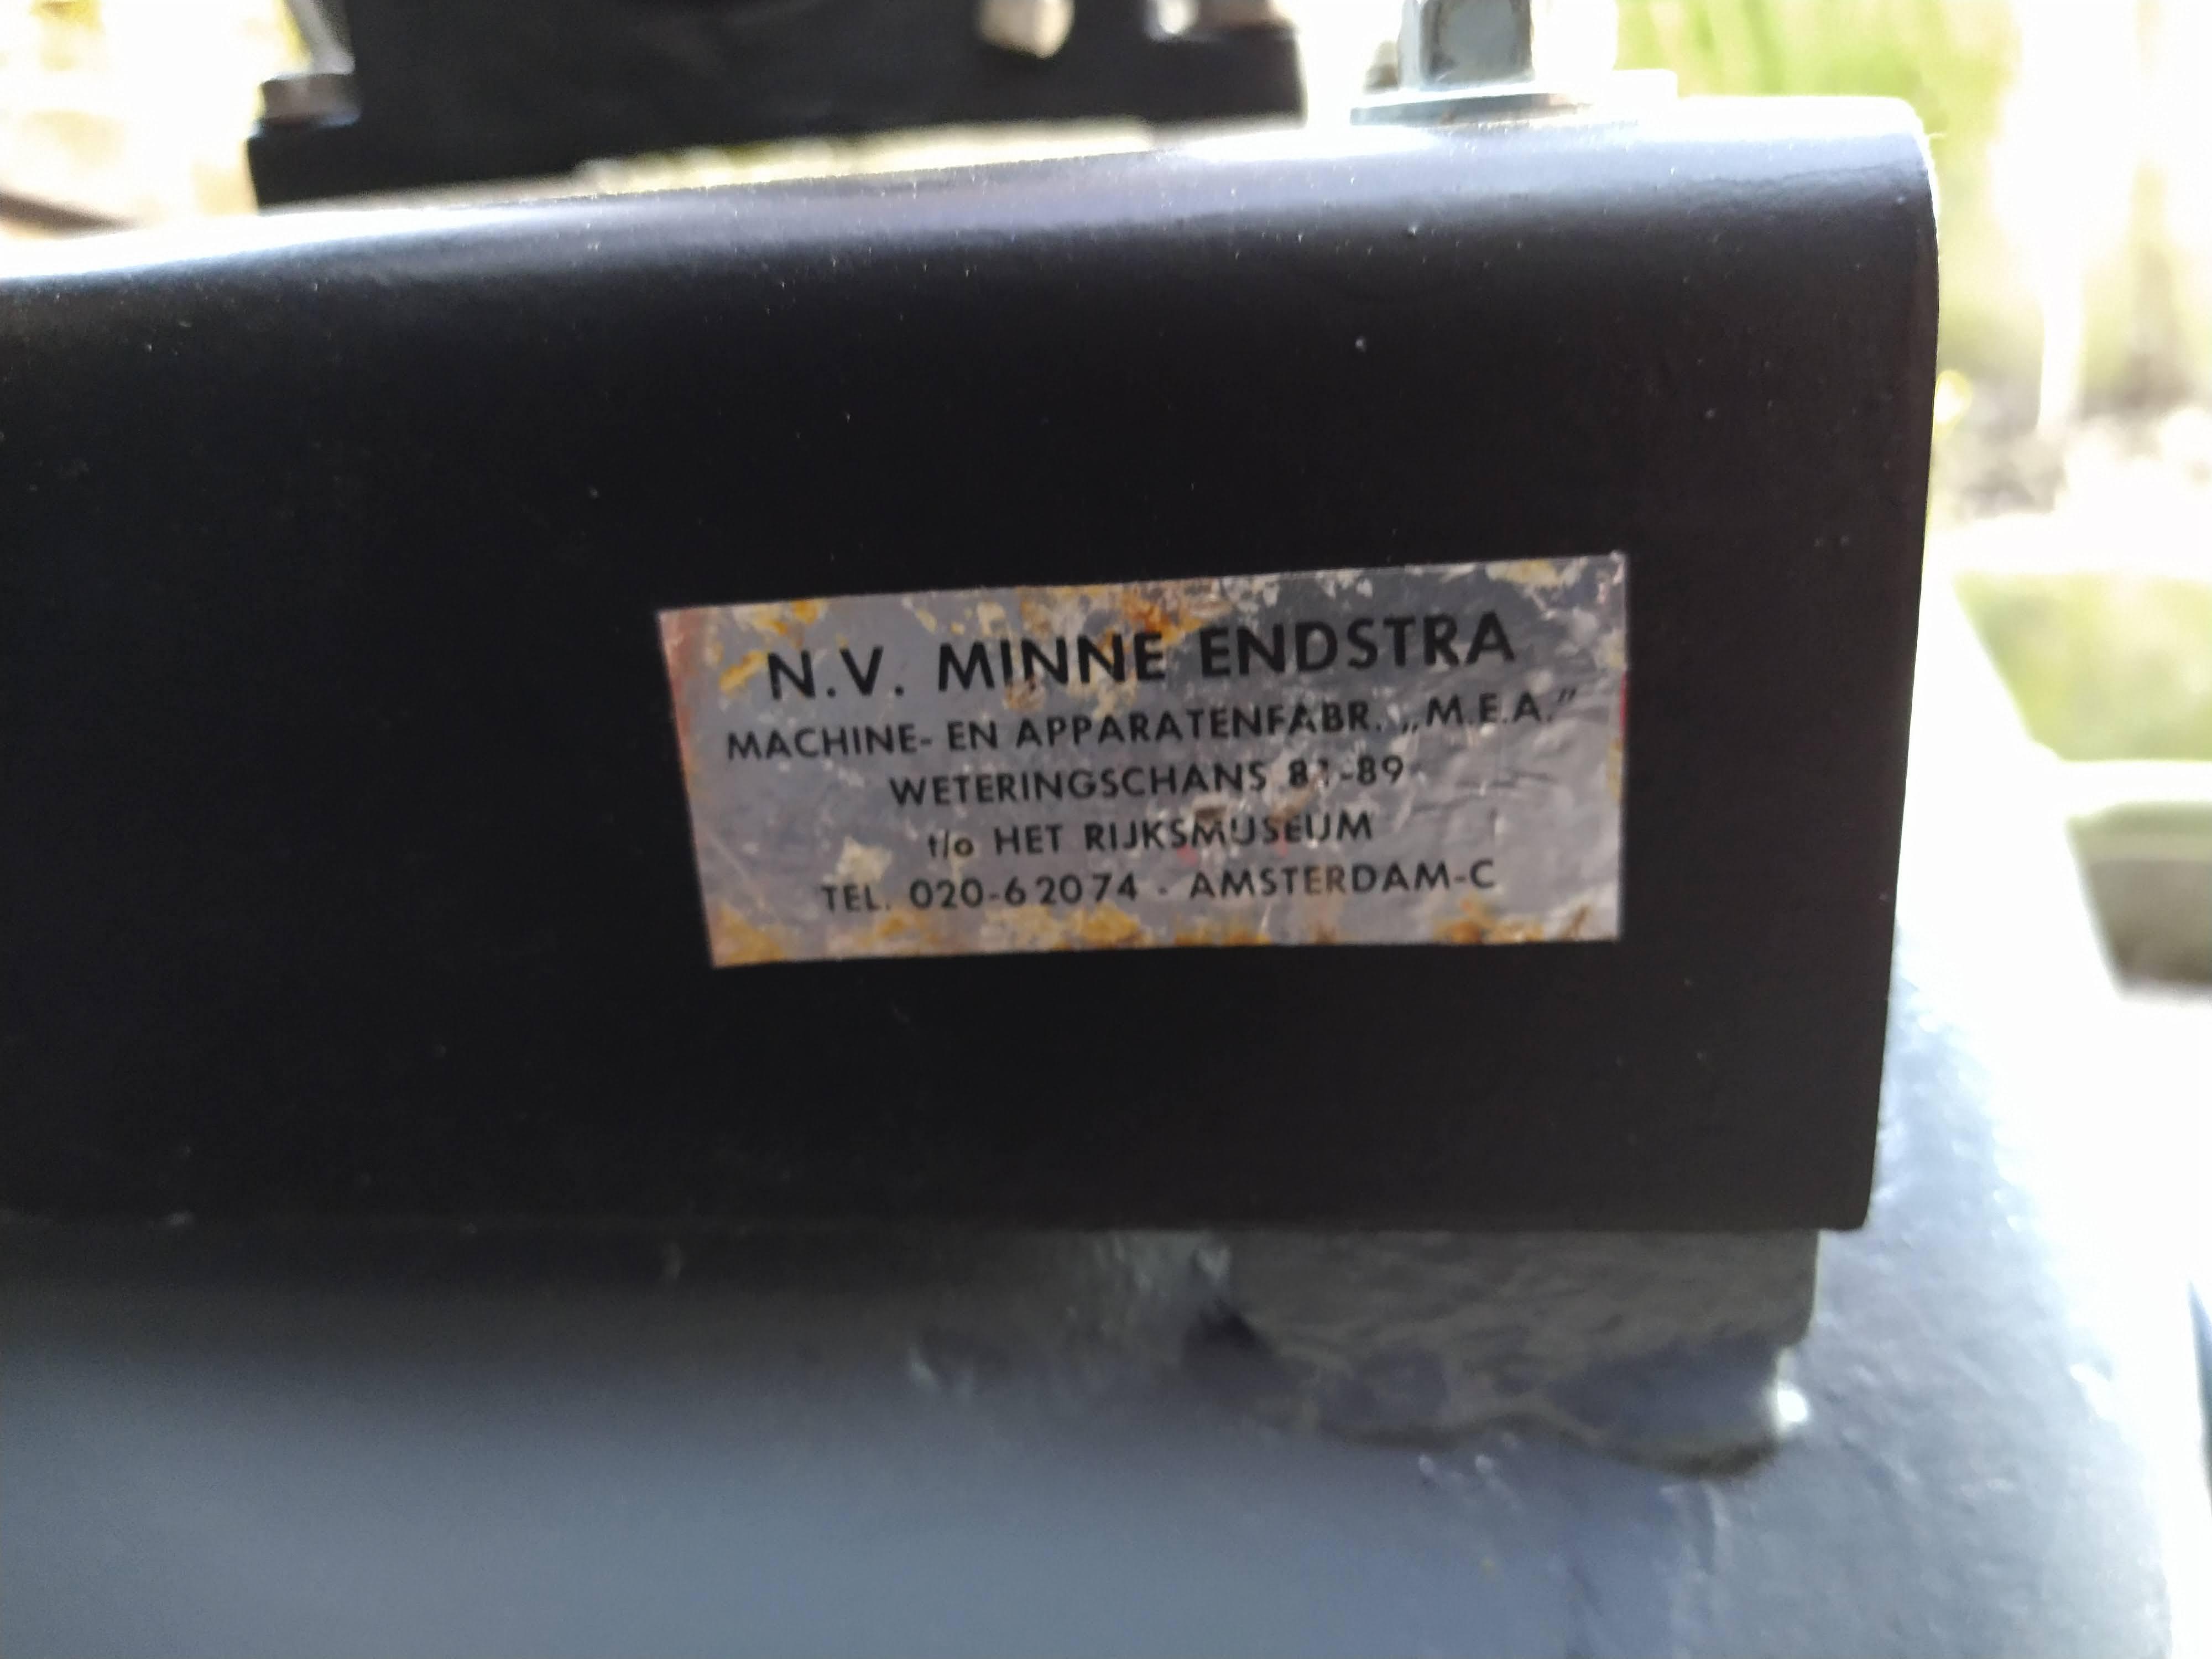 N.V. MINNE ENDSTRA
MACHINE- EN APPARATENFABR. „M.E.A."
WETERINGSCHANS 81-89
t/o HET RIJKSMUSEUM
TEL. 020-62074 - AMSTERDAM-C